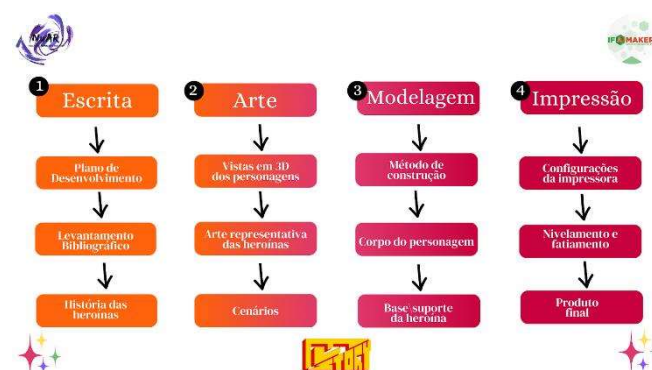 IF MAKER
1 Escrita
Plano de
Desenvolvimento
Levantamento
Bibliográfico
História das
heroínas
2 Arte
Vistas em 3D
dos personagens
Arte representativa
das heroínas
Cenários
3 Modelagem
Método de
construção
Corpo do personagem
Base\suporte
da heroína
4 Impressão
Configurações
da impressora
Nivelamento e
fatiamento
Produto
final